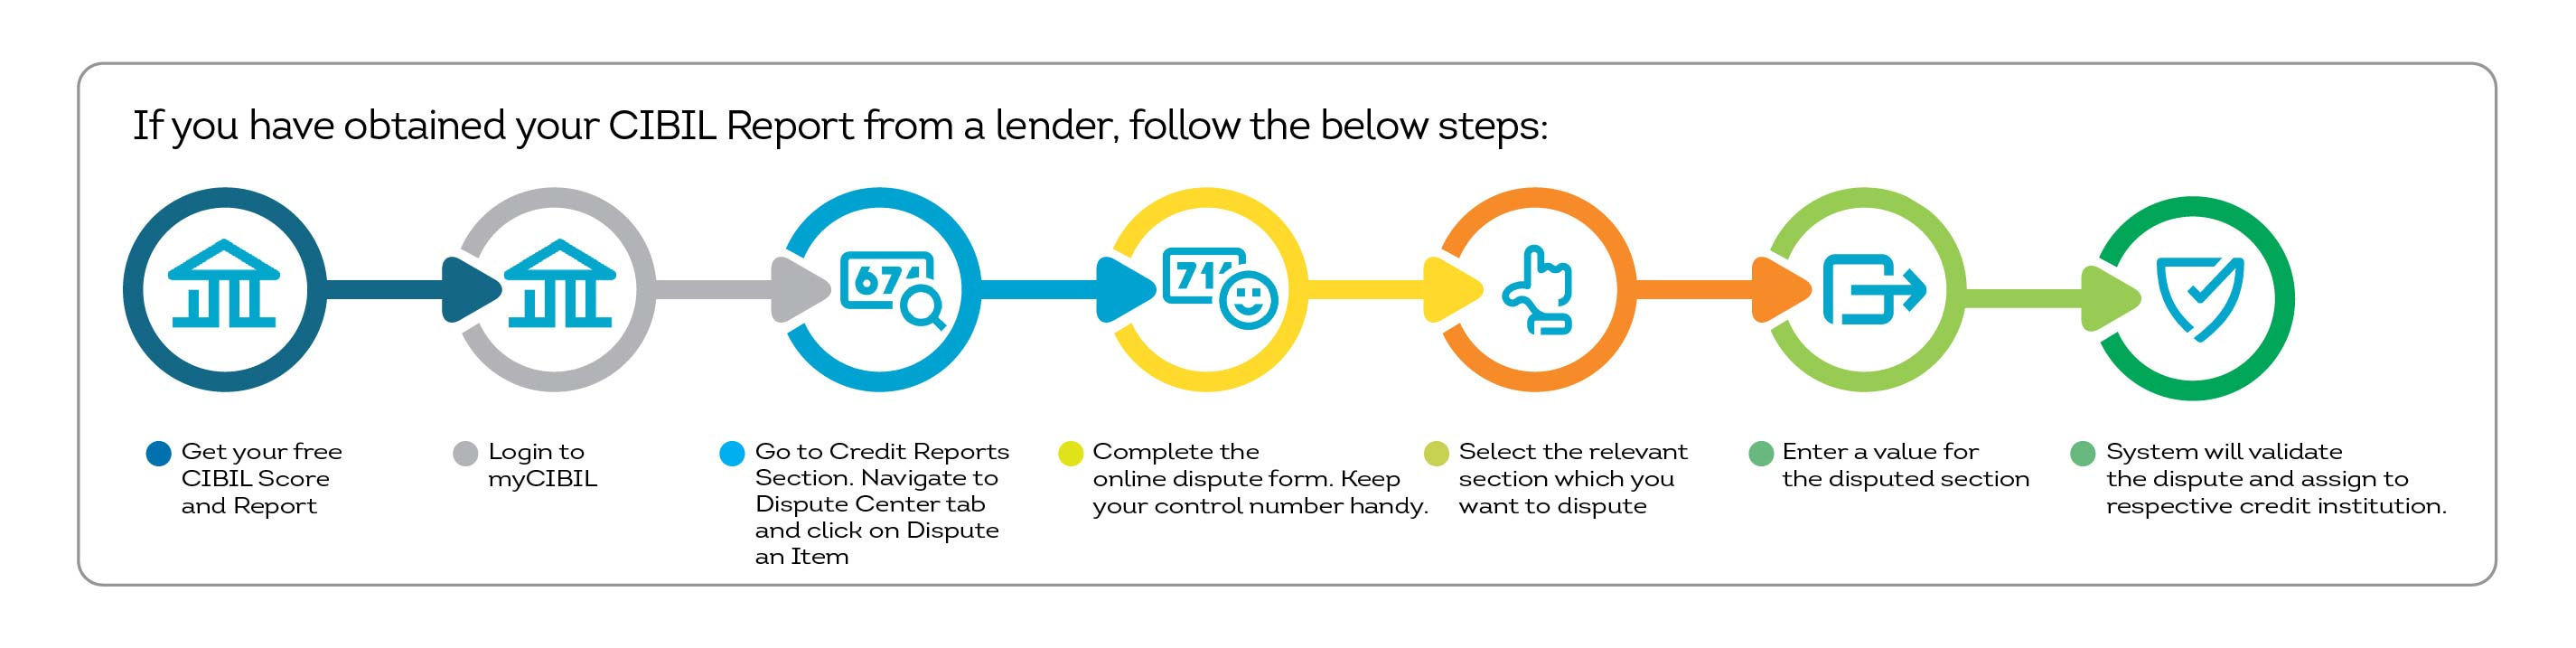 If you have obtained your CIBIL Report from a lender, follow the below steps:
67
71
Get your free
CIBIL Score
and Report
Login to
myCIBIL
Go to Credit Reports
Section. Navigate to
Dispute Center tab
and click on Dispute
an Item
Complete the
online dispute form. Keep
your control number handy.
Select the relevant
section which you
want to dispute
Enter a value for
the disputed section
System will validate
the dispute and assign to
respective credit institution.